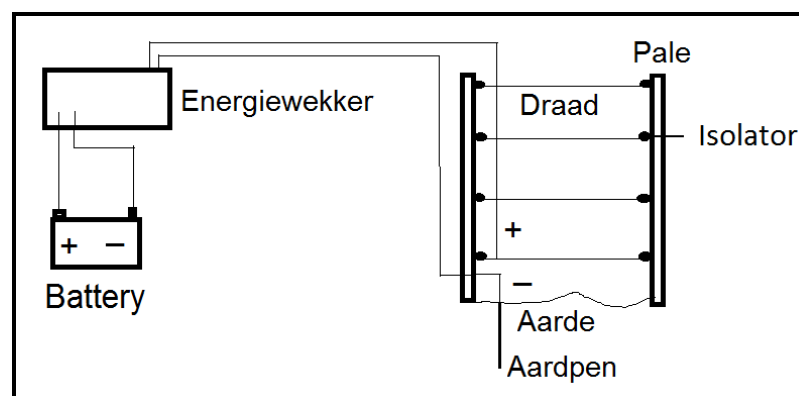 Pale
Energiewekker
Draad
Isolator
+
+ −
−
Battery
Aarde
Aardpen